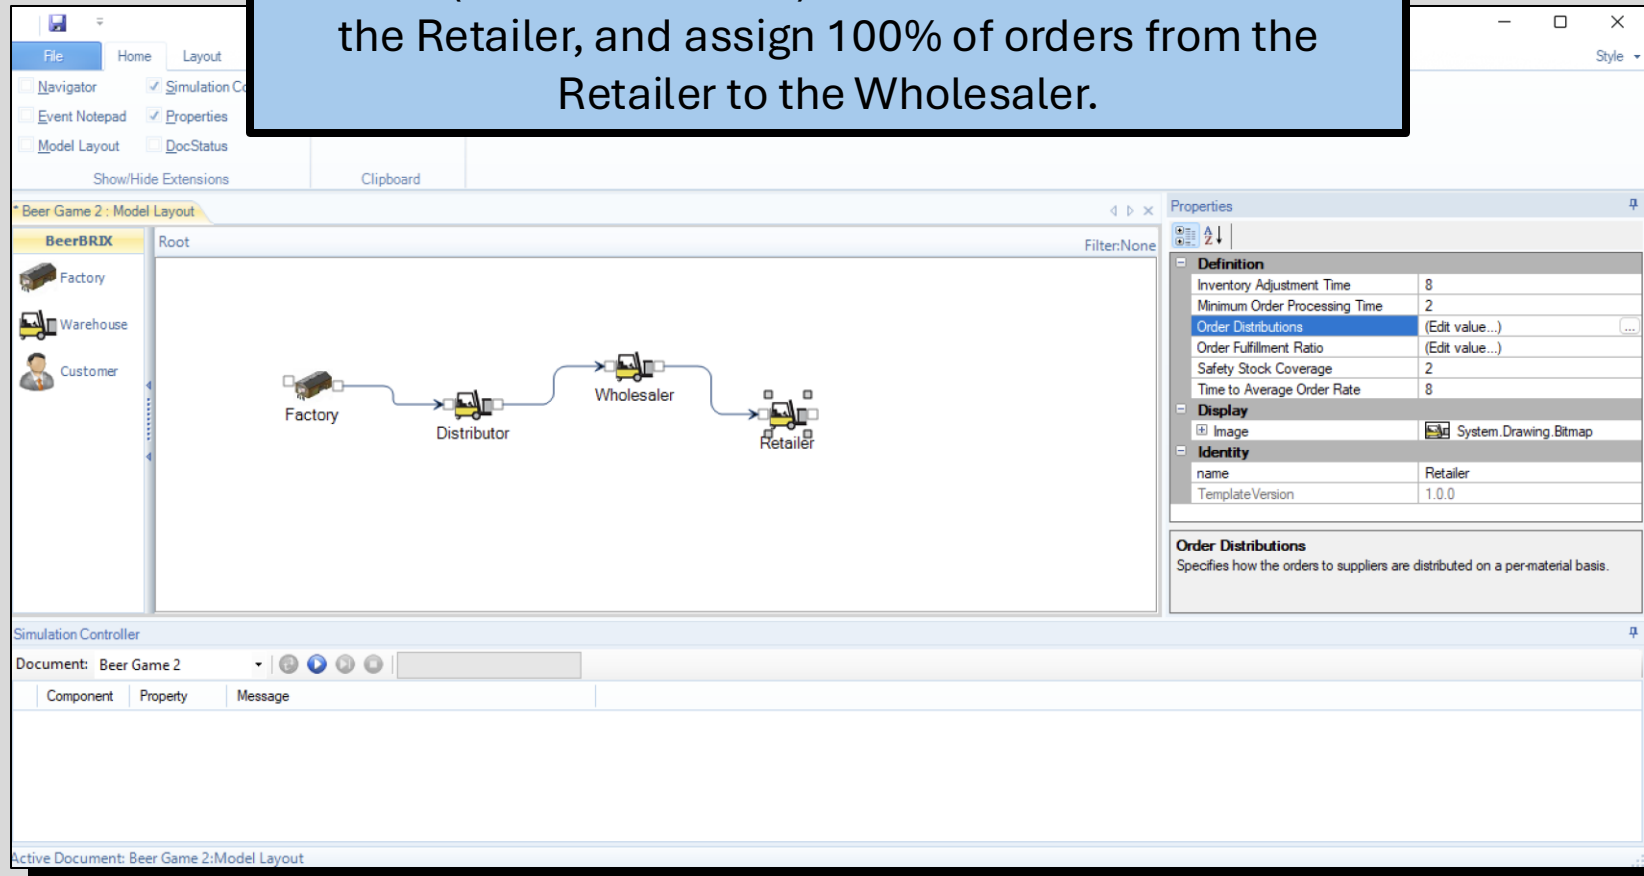 the Retailer, and assign 100% of orders from the
Retailer to the Wholesaler.
File Home Layout
Style
Navigator Simulation Co
Event Notepad Properties
Model Layout DocStatus
Show/Hide Extensions Clipboard
* Beer Game 2 : Model Layout
BeerBRIX
Factory
Warehouse
Customer
Root Filter:None
Factory
Distributor
Wholesaler
Retailer
Properties
Definition
Inventory Adjustment Time 8
Minimum Order Processing Time 2
Order Distributions (Edit value...) ...
Order Fulfillment Ratio (Edit value...)
Safety Stock Coverage 2
Time to Average Order Rate 8
Display
Image System.Drawing.Bitmap
Identity
name Retailer
TemplateVersion 1.0.0
Order Distributions
Specifies how the orders to suppliers are distributed on a per-material basis.
Simulation Controller
Document: Beer Game 2
Component Property Message
Active Document: Beer Game 2:Model Layout